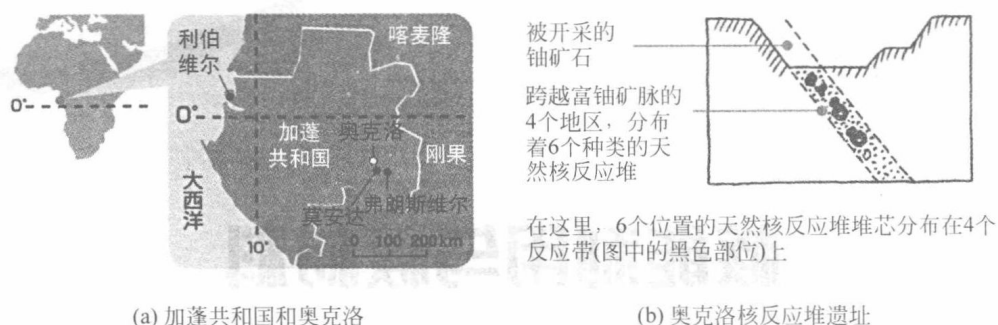 0°
利伯
维尔
喀麦隆
0°
加蓬
共和国
奥克洛
刚果
大西洋
莫安达
弗朗斯维尔
10°
0 100 200km
(a) 加蓬共和国和奥克洛
被开采的
铀矿石
跨越富铀矿脉的
4个地区，分布
着6个种类的天
然核反应堆
在这里，6个位置的天然核反应堆堆芯分布在4个
反应带(图中的黑色部位)上
(b) 奥克洛核反应堆遗址